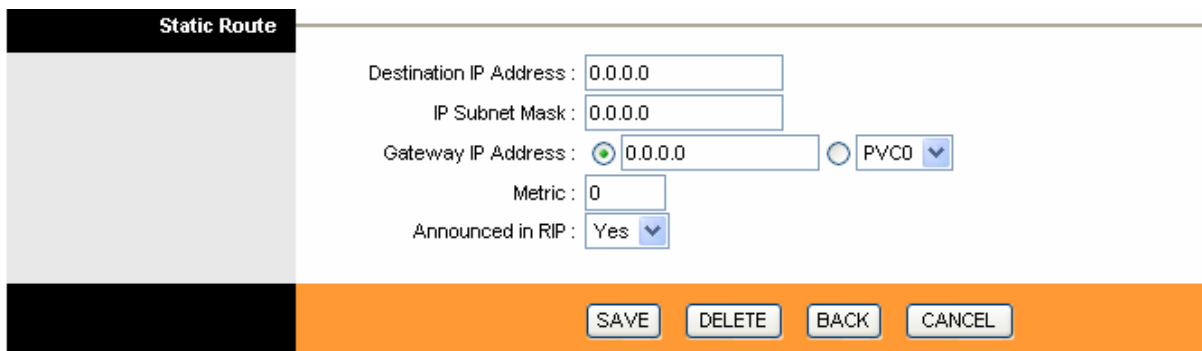 Static Route
Destination IP Address : 0.0.0.0
IP Subnet Mask : 0.0.0.0
Gateway IP Address : 0.0.0.0 PVC0
Metric : 0
Announced in RIP : Yes
SAVE DELETE BACK CANCEL